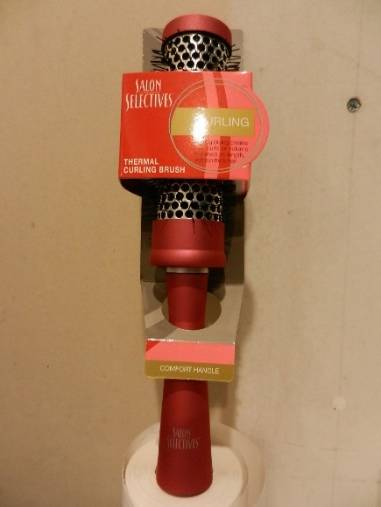 SALON
SELECTIVES
CURLING
THERMAL
CURLING BRUSH
COMFORT HANDLE
SALON
SELECTIVES